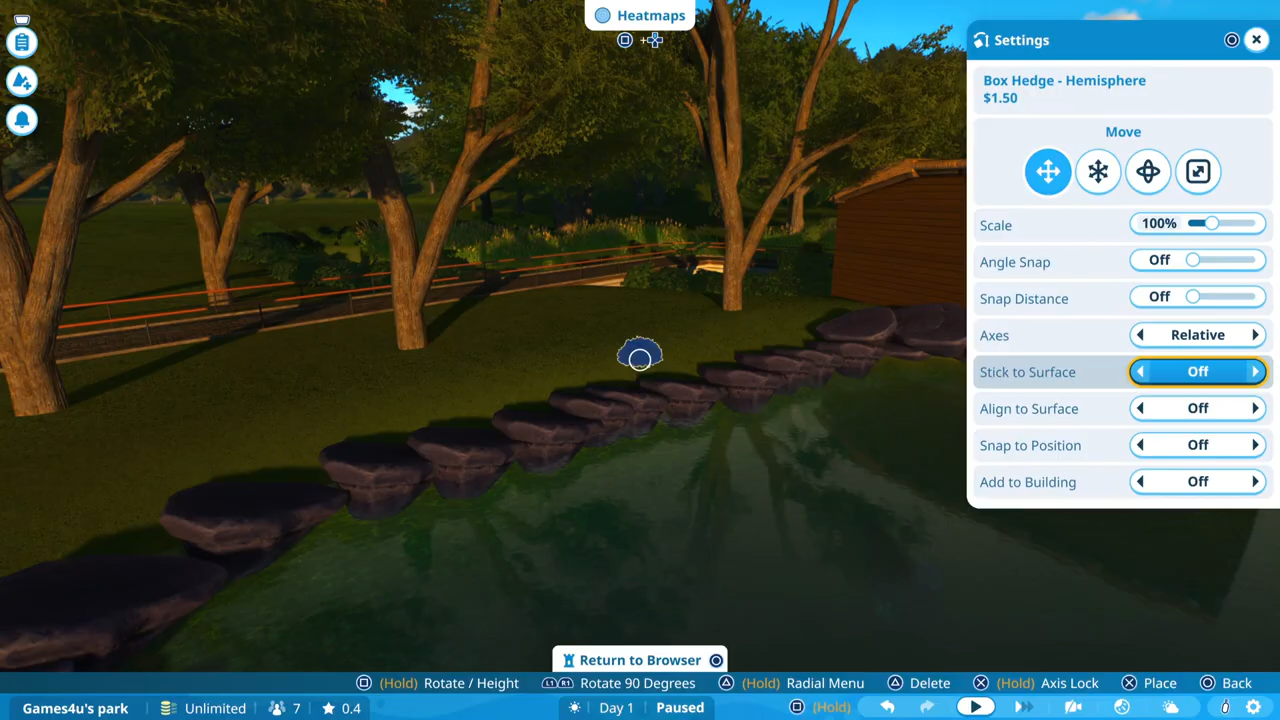 Heatmaps
+
Settings
Box Hedge - Hemisphere
$1.50
Move
Scale 100%
Angle Snap Off
Snap Distance Off
Axes Relative
Stick to Surface Off
Align to Surface Off
Snap to Position Off
Add to Building Off
Return to Browser
(Hold) Rotate / Height L1 R1 Rotate 90 Degrees (Hold) Radial Menu Delete (Hold) Axis Lock Place Back
Games4u's park Unlimited 7 0.4 Day 1 Paused (Hold)